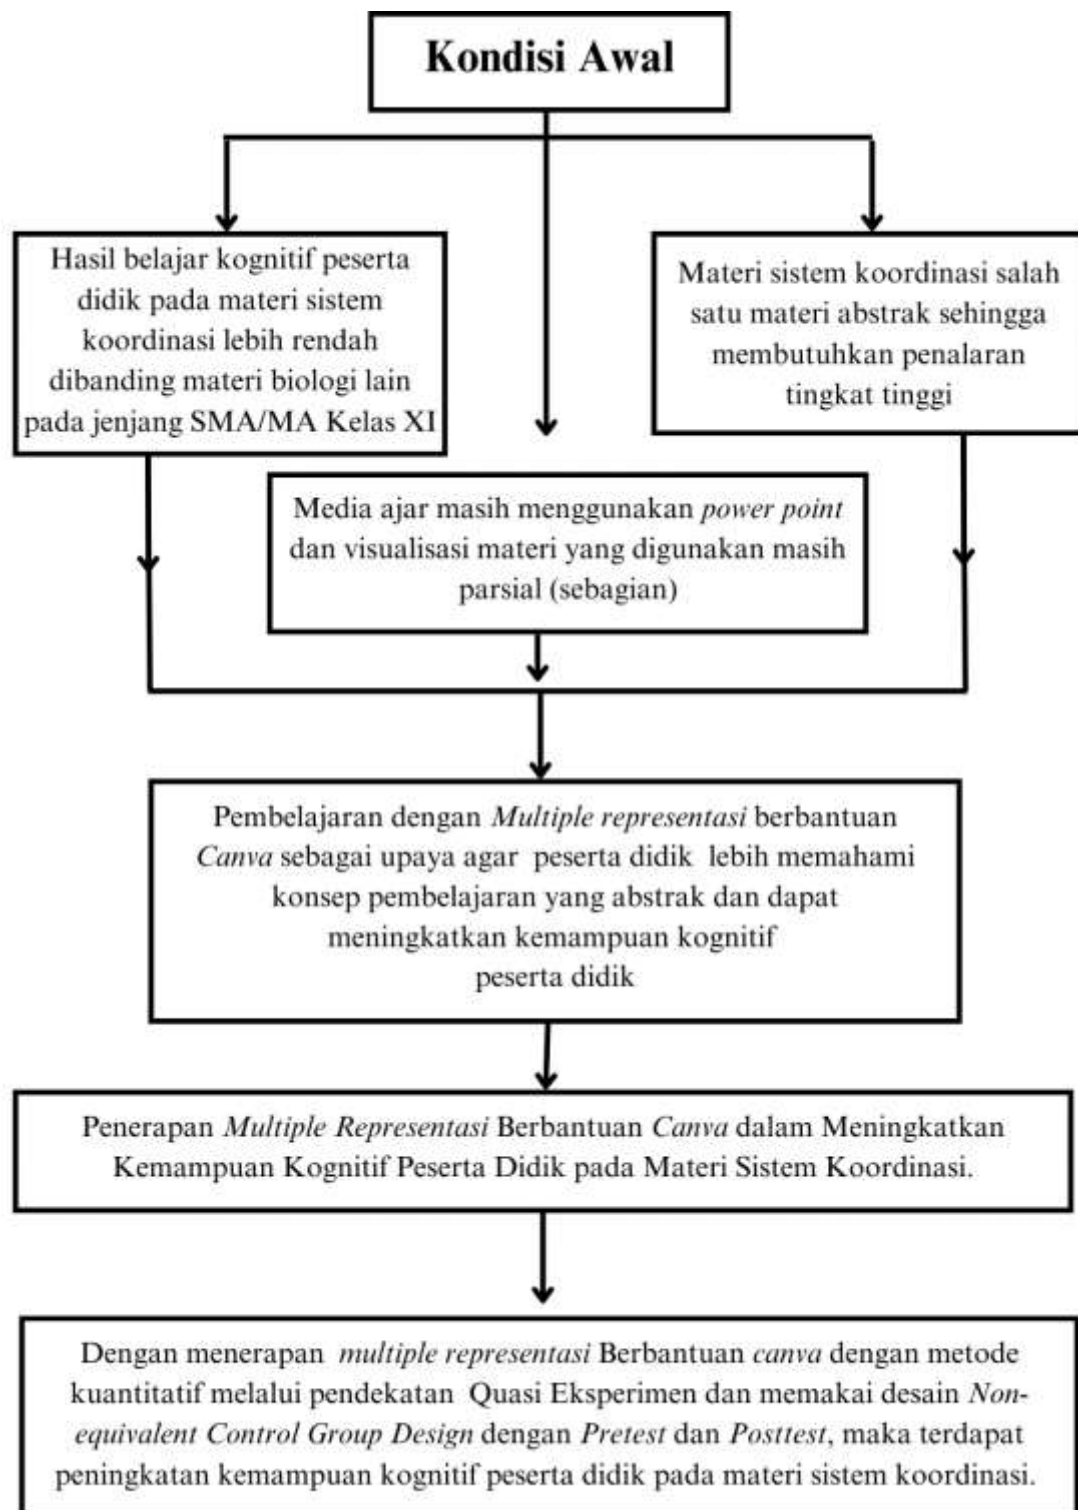 Kondisi Awal
Hasil belajar kognitif peserta
didik pada materi sistem
koordinasi lebih rendah
dibanding materi biologi lain
pada jenjang SMA/MA Kelas XI
Materi sistem koordinasi salah
satu materi abstrak sehingga
membutuhkan penalaran
tingkat tinggi
Media ajar masih menggunakan power point
dan visualisasi materi yang digunakan masih
parsial (sebagian)
Pembelajaran dengan Multiple representasi berbantuan
Canva sebagai upaya agar peserta didik lebih memahami
konsep pembelajaran yang abstrak dan dapat
meningkatkan kemampuan kognitif
peserta didik
Penerapan Multiple Representasi Berbantuan Canva dalam Meningkatkan
Kemampuan Kognitif Peserta Didik pada Materi Sistem Koordinasi.
Dengan menerapan multiple representasi Berbantuan canva dengan metode
kuantitatif melalui pendekatan Quasi Eksperimen dan memakai desain Non-
equivalent Control Group Design dengan Pretest dan Posttest, maka terdapat
peningkatan kemampuan kognitif peserta didik pada materi sistem koordinasi.